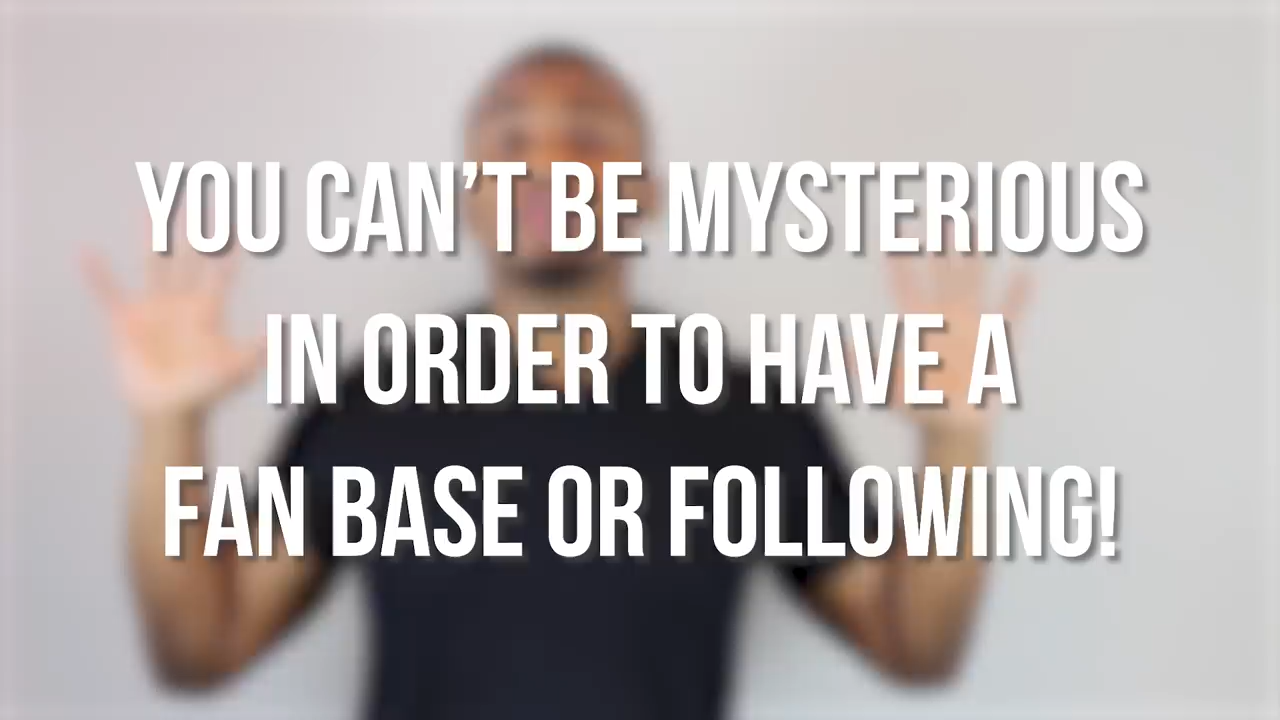 YOU CAN'T BE MYSTERIOUS
IN ORDER TO HAVE A
FAN BASE OR FOLLOWING!